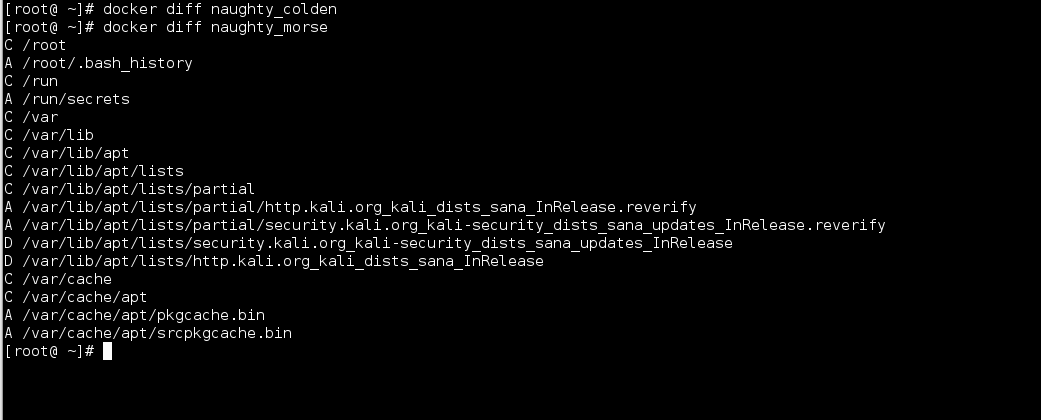 [root@ ~]# docker diff naughty_colden
[root@ ~]# docker diff naughty_morse
C /root
A /root/.bash_history
C /run
A /run/secrets
C /var
C /var/lib
C /var/lib/apt
C /var/lib/apt/lists
C /var/lib/apt/lists/partial
A /var/lib/apt/lists/partial/http.kali.org_kali_dists_sana_InRelease.reverify
A /var/lib/apt/lists/partial/security.kali.org_kali-security_dists_sana_updates_InRelease.reverify
D /var/lib/apt/lists/security.kali.org_kali-security_dists_sana_updates_InRelease
D /var/lib/apt/lists/http.kali.org_kali_dists_sana_InRelease
C /var/cache
C /var/cache/apt
A /var/cache/apt/pkgcache.bin
A /var/cache/apt/srcpkgcache.bin
[root@ ~]#